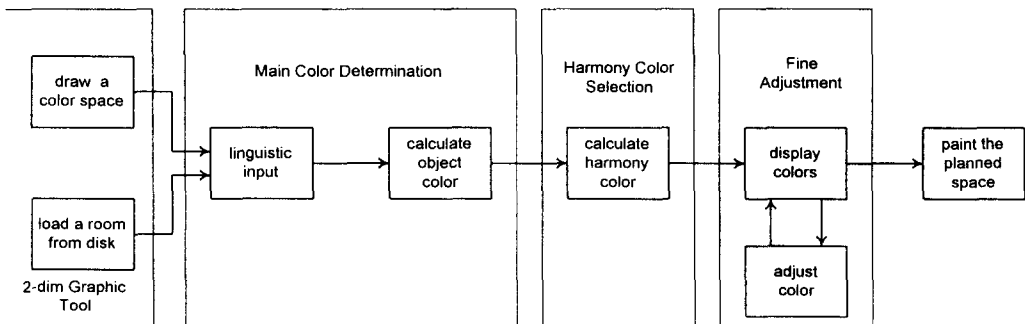 draw a
color space
load a room
from disk
2-dim Graphic
Tool
Main Color Determination
linguistic
input
calculate
object
color
Harmony Color
Selection
calculate
harmony
color
Fine
Adjustment
display
colors
adjust
color
paint the
planned
space